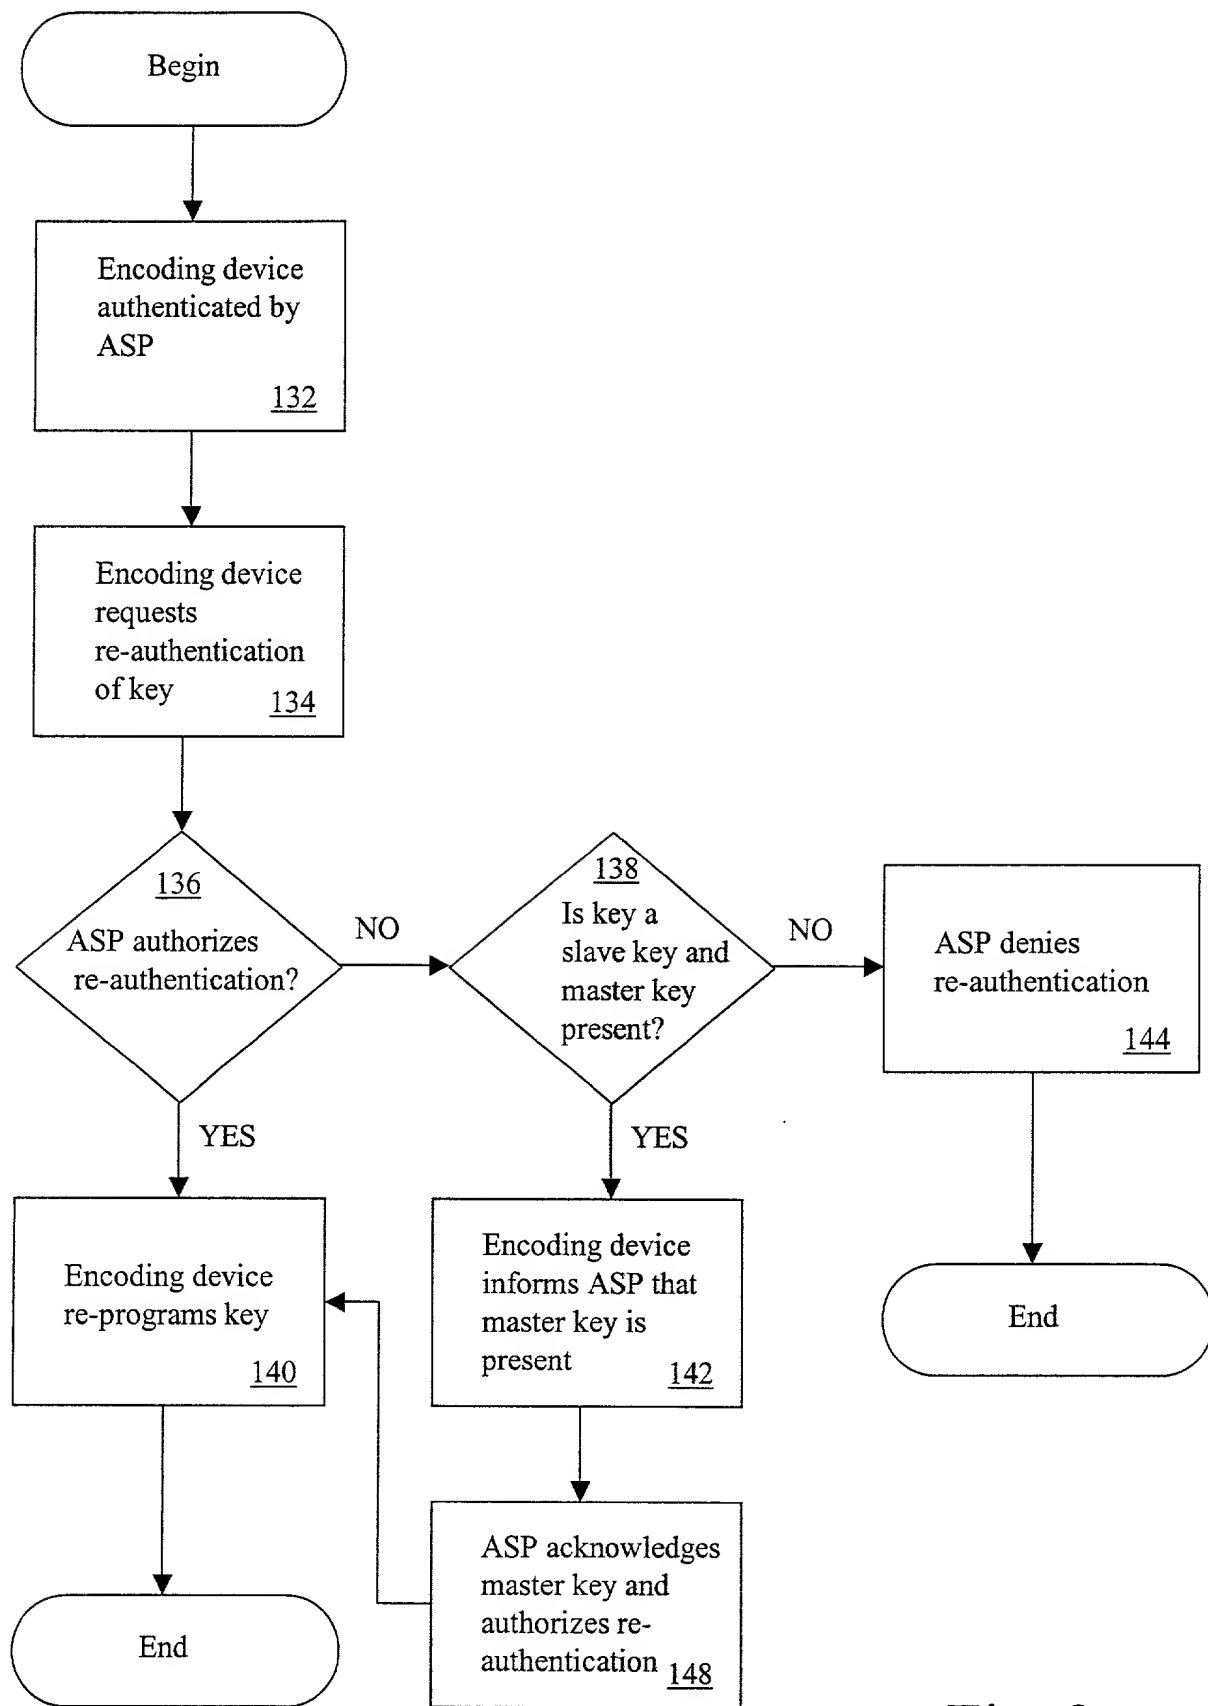 Begin
Encoding device
authenticated by
ASP
132
Encoding device
requests
re-authentication
of key
134
136
ASP authorizes
re-authentication?
NO
138
Is key a
slave key and
master key
present?
NO
ASP denies
re-authentication
144
YES
YES
Encoding device
re-programs key
140
Encoding device
informs ASP that
master key is
present
142
End
ASP acknowledges
master key and
authorizes re-
authentication
148
End